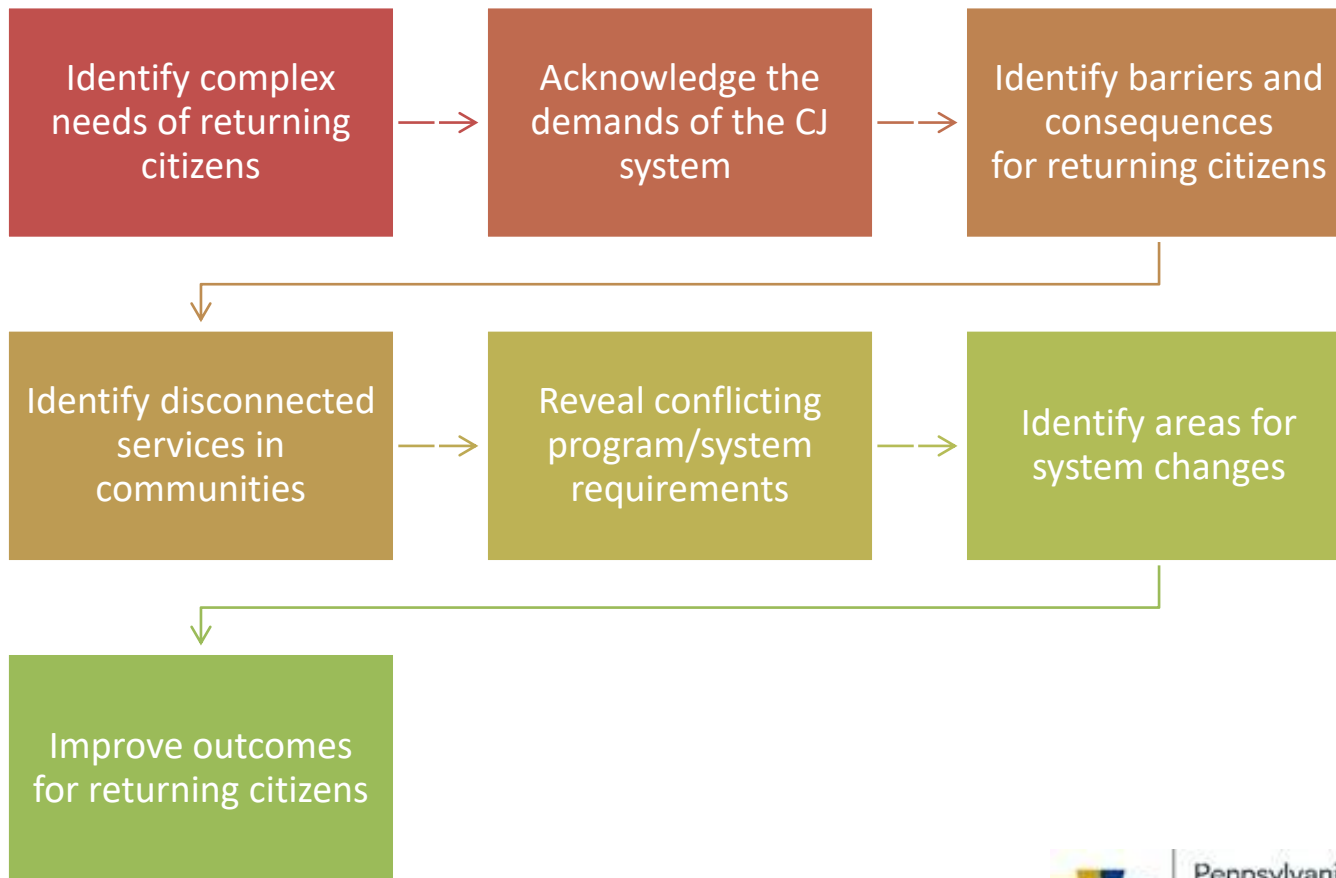 Identify complex
needs of returning
citizens
Acknowledge the
demands of the CJ
system
Identify barriers and
consequences
for returning citizens
Identify disconnected
services in
communities
Reveal conflicting
program/system
requirements
Identify areas for
system changes
Improve outcomes
for returning citizens